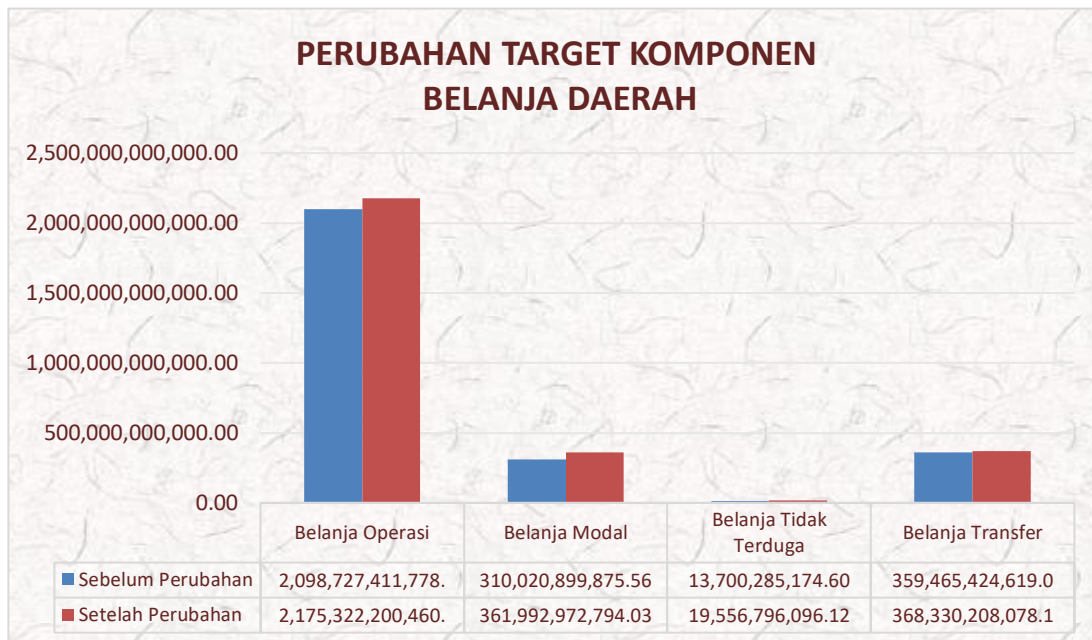 PERUBAHAN TARGET KOMPONEN
BELANJA DAERAH
2,500,000,000,000.00
2,000,000,000,000.00
1,500,000,000,000.00
1,000,000,000,000.00
500,000,000,000.00
0.00
Belanja Operasi Belanja Modal Belanja Tidak Terduga Belanja Transfer
Sebelum Perubahan 2,098,727,411,778. 310,020,899,875.56 13,700,285,174.60 359,465,424,619.0
Setelah Perubahan 2,175,322,200,460. 361,992,972,794.03 19,556,796,096.12 368,330,208,078.1